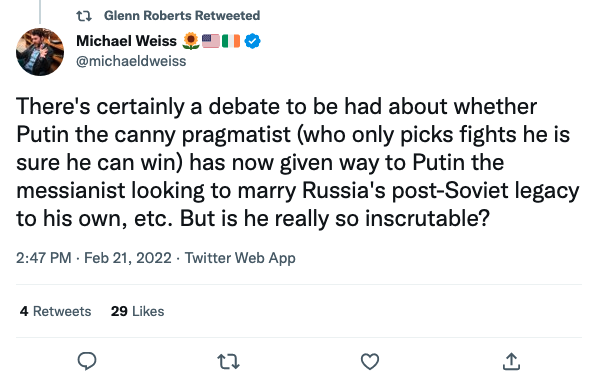 Glenn Roberts Retweeted
Michael Weiss 🌻🇺🇸🇮🇪
@michaeldweiss
There's certainly a debate to be had about whether
Putin the canny pragmatist (who only picks fights he is
sure he can win) has now given way to Putin the
messianist looking to marry Russia's post-Soviet legacy
to his own, etc. But is he really so inscrutable?
2:47 PM · Feb 21, 2022 · Twitter Web App
4 Retweets 29 Likes